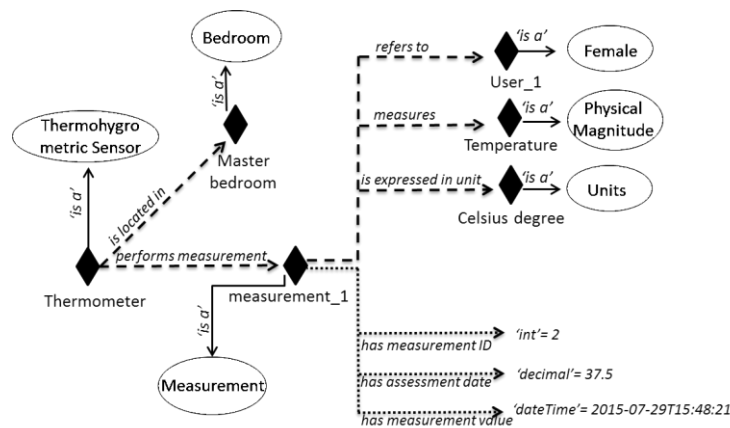 Bedroom
'is a'
refers to
'is a'
Female
User_1
Thermohygro
metric Sensor
Master
bedroom
measures
'is a'
Physical
Magnitude
Temperature
'is a'
is located in
is expressed in unit
'is a'
Units
Celsius degree
performs measurement
Thermometer
measurement_1
'is a'
Measurement
has measurement ID
'int'= 2
has assessment date
'decimal'= 37.5
has measurement value
'dateTime'= 2015-07-29T15:48:21